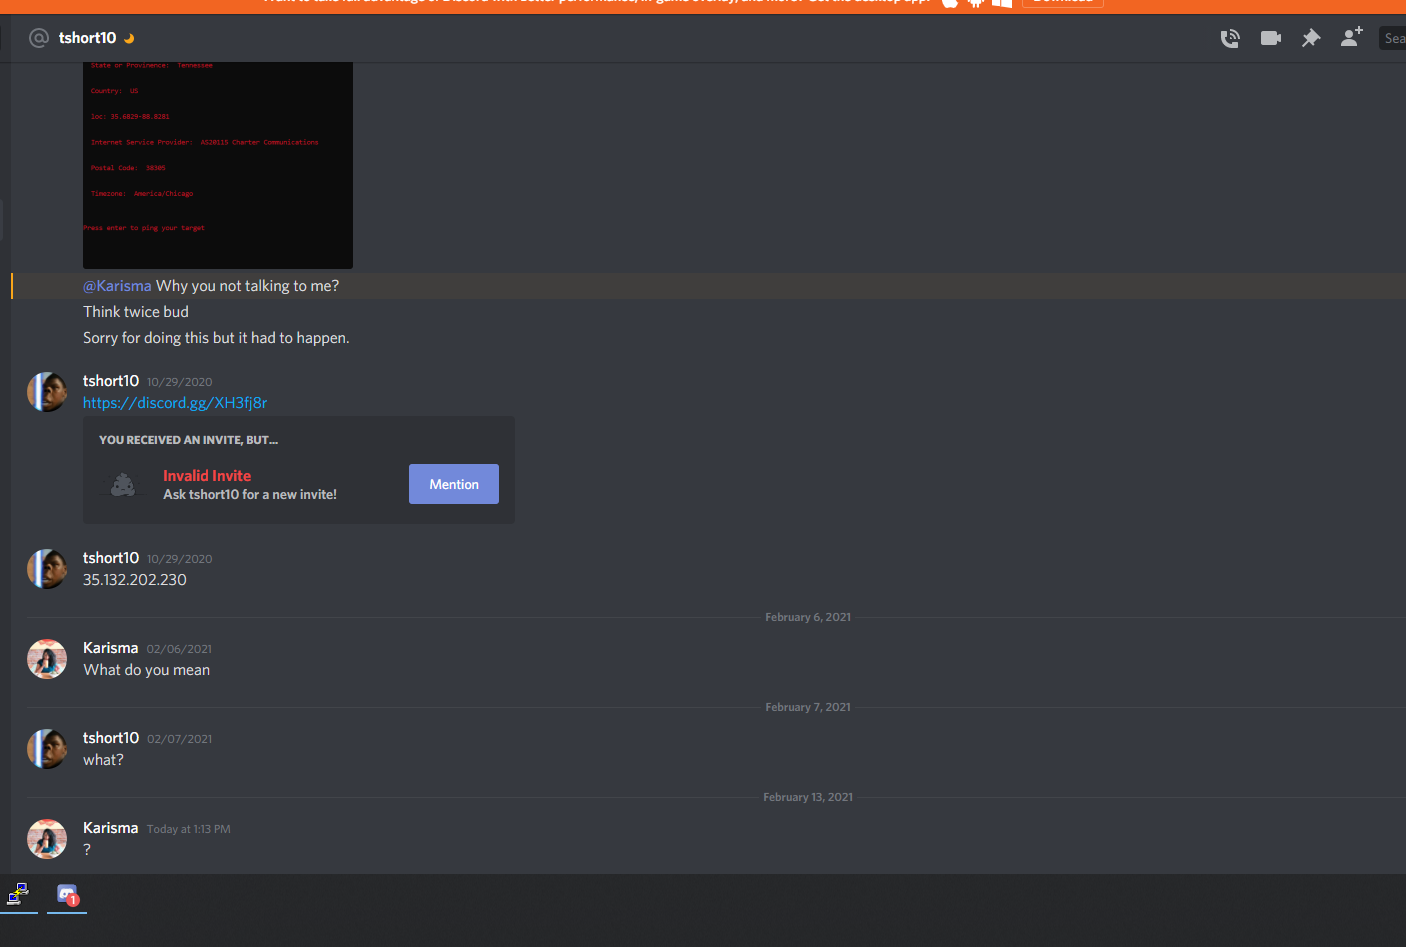 tshort10
Sea
State or Provinence: Tennessee
Country: US
loc: 35.6029-88.8201
Internet Service Provider: AS20115 Charter Communications
Postal Code: 38305
Timezone: America/Chicago
Press enter to ping your target
@Karisma Why you not talking to me?
Think twice bud
Sorry for doing this but it had to happen.
tshort10 10/29/2020
https://discord.gg/XH3fj8r
YOU RECEIVED AN INVITE, BUT...
Invalid Invite
Ask tshort10 for a new invite!
Mention
tshort10 10/29/2020
35.132.202.230
February 6, 2021
Karisma 02/06/2021
What do you mean
February 7, 2021
tshort10 02/07/2021
what?
February 13, 2021
Karisma Today at 1:13 PM
?
1